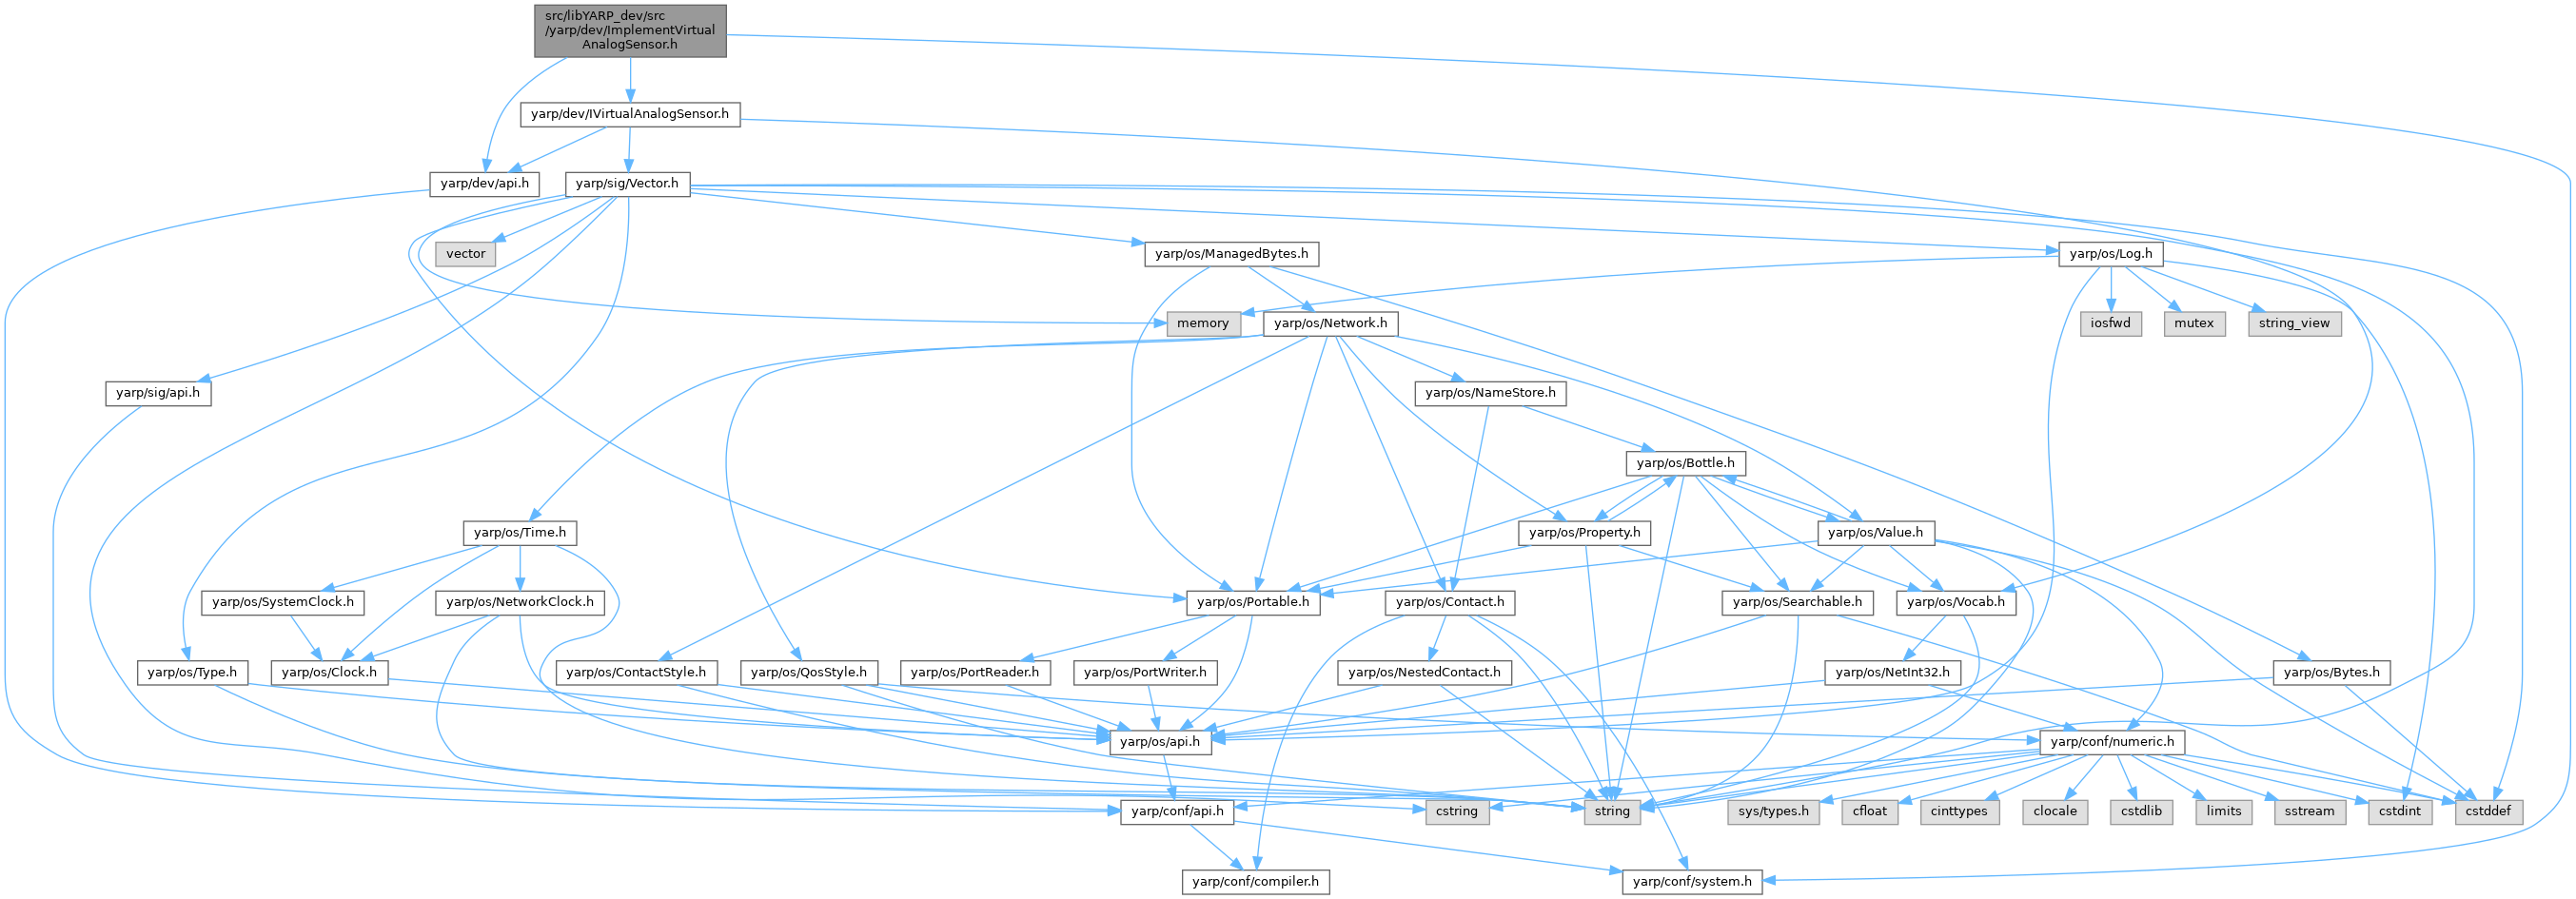 src/libYARP_dev/src
/yarp/dev/ImplementVirtual
AnalogSensor.h
yarp/dev/IVirtualAnalogSensor.h
yarp/dev/api.h
yarp/sig/Vector.h
vector
yarp/os/ManagedBytes.h
yarp/os/Log.h
memory
yarp/os/Network.h
iosfwd
mutex
string_view
yarp/sig/api.h
yarp/os/NameStore.h
yarp/os/Bottle.h
yarp/os/Time.h
yarp/os/Property.h
yarp/os/Value.h
yarp/os/SystemClock.h
yarp/os/NetworkClock.h
yarp/os/Portable.h
yarp/os/Contact.h
yarp/os/Searchable.h
yarp/os/Vocab.h
yarp/os/Type.h
yarp/os/Clock.h
yarp/os/ContactStyle.h
yarp/os/QosStyle.h
yarp/os/PortReader.h
yarp/os/PortWriter.h
yarp/os/NestedContact.h
yarp/os/NetInt32.h
yarp/os/Bytes.h
yarp/os/api.h
yarp/conf/numeric.h
yarp/conf/api.h
cstring
string
sys/types.h
cfloat
cinttypes
clocale
cstdlib
limits
sstream
cstdint
cstddef
yarp/conf/compiler.h
yarp/conf/system.h